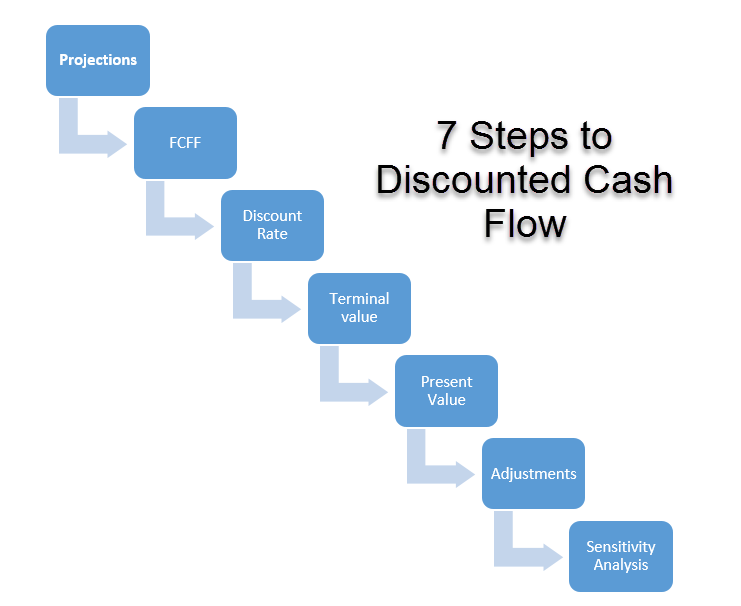 Projections
FCFF
7 Steps to
Discounted Cash
Flow
Discount
Rate
Terminal
value
Present
Value
Adjustments
Sensitivity
Analysis